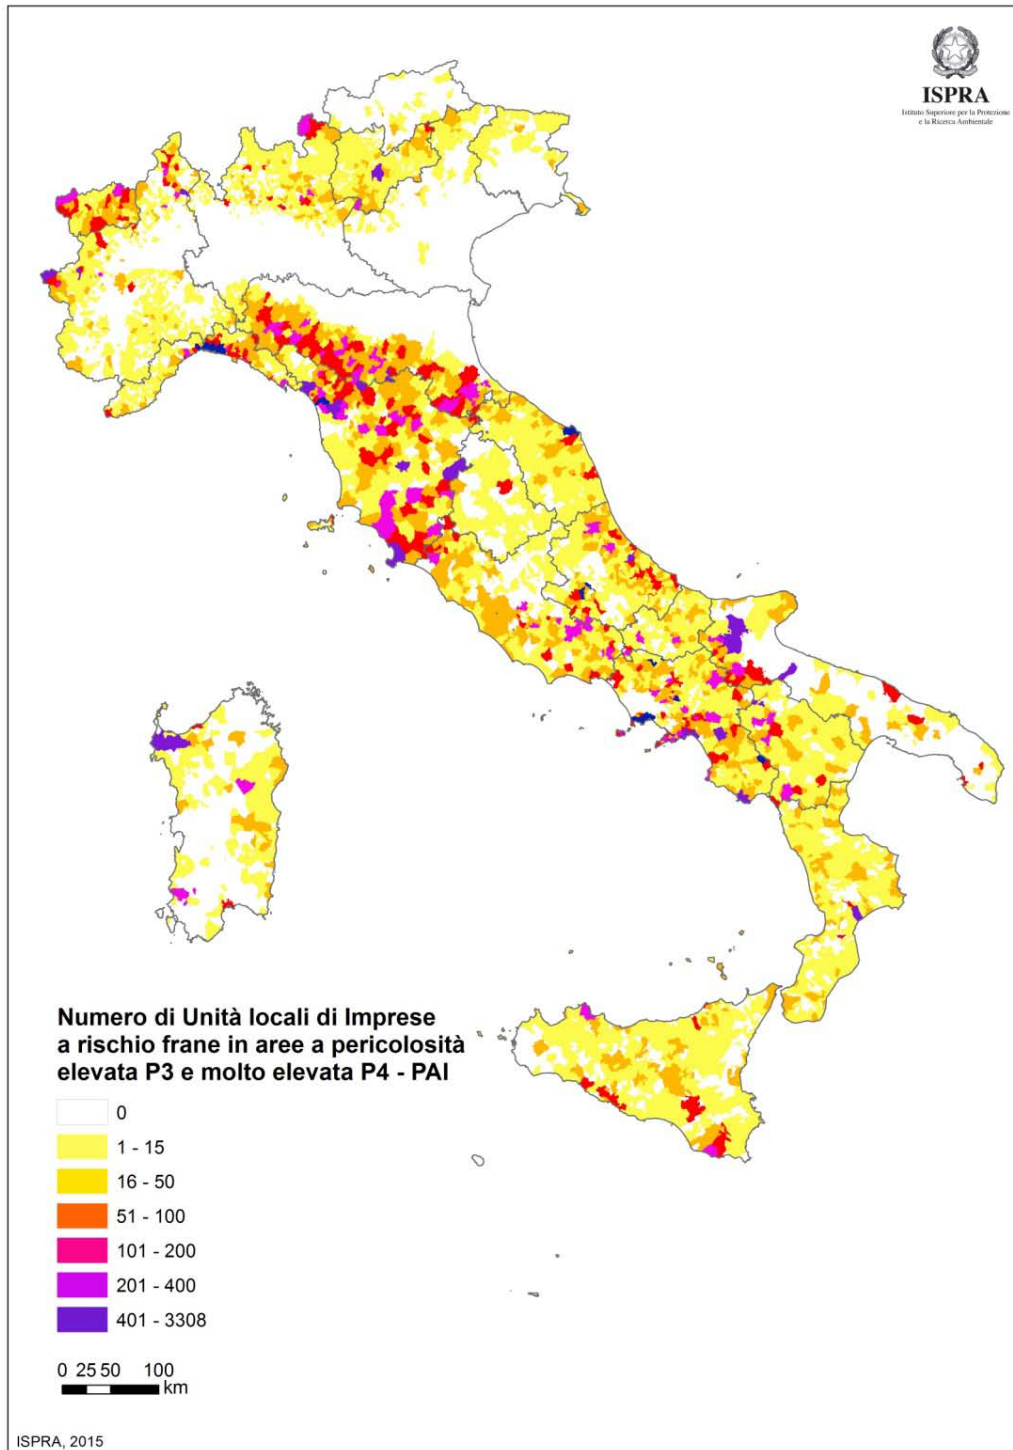 ISPRA
Istituto Superiore per la Protezione
e la Ricerca Ambientale
Numero di Unità locali di Imprese
a rischio frane in aree a pericolosità
elevata P3 e molto elevata P4 - PAI
0
1 - 15
16 - 50
51 - 100
101 - 200
201 - 400
401 - 3308
0 25 50 100
km
ISPRA, 2015